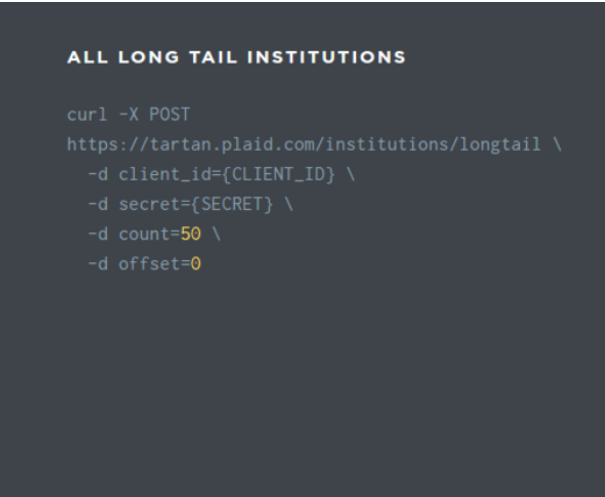 ALL LONG TAIL INSTITUTIONS
curl -X POST
https://tartan.plaid.com/institutions/longtail \
-d client_id={CLIENT_ID} \
-d secret={SECRET} \
-d count=50 \
-d offset=0